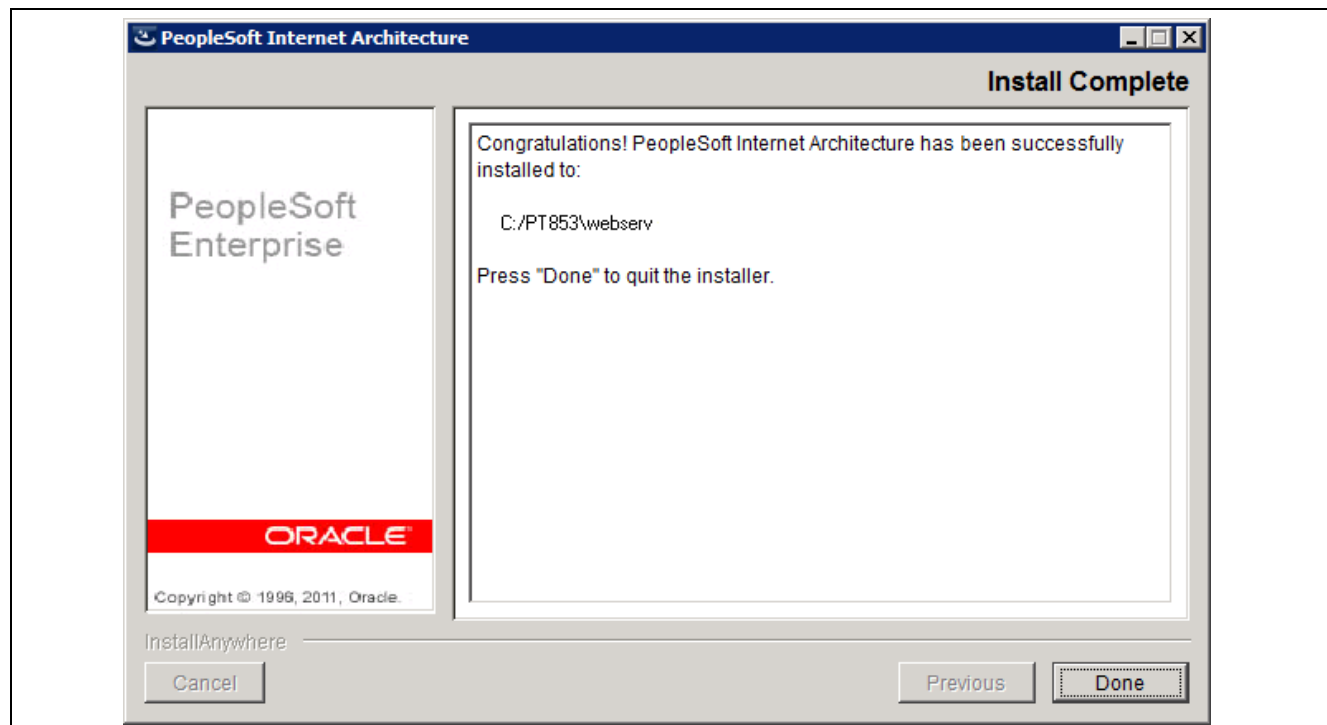 PeopleSoft Internet Architecture
Install Complete
PeopleSoft
Enterprise
ORACLE
Copyright © 1996, 2011, Oracle.
Congratulations! PeopleSoft Internet Architecture has been successfully
installed to:
C:/PT853\webserv
Press "Done" to quit the installer.
InstallAnywhere
Cancel
Previous
Done